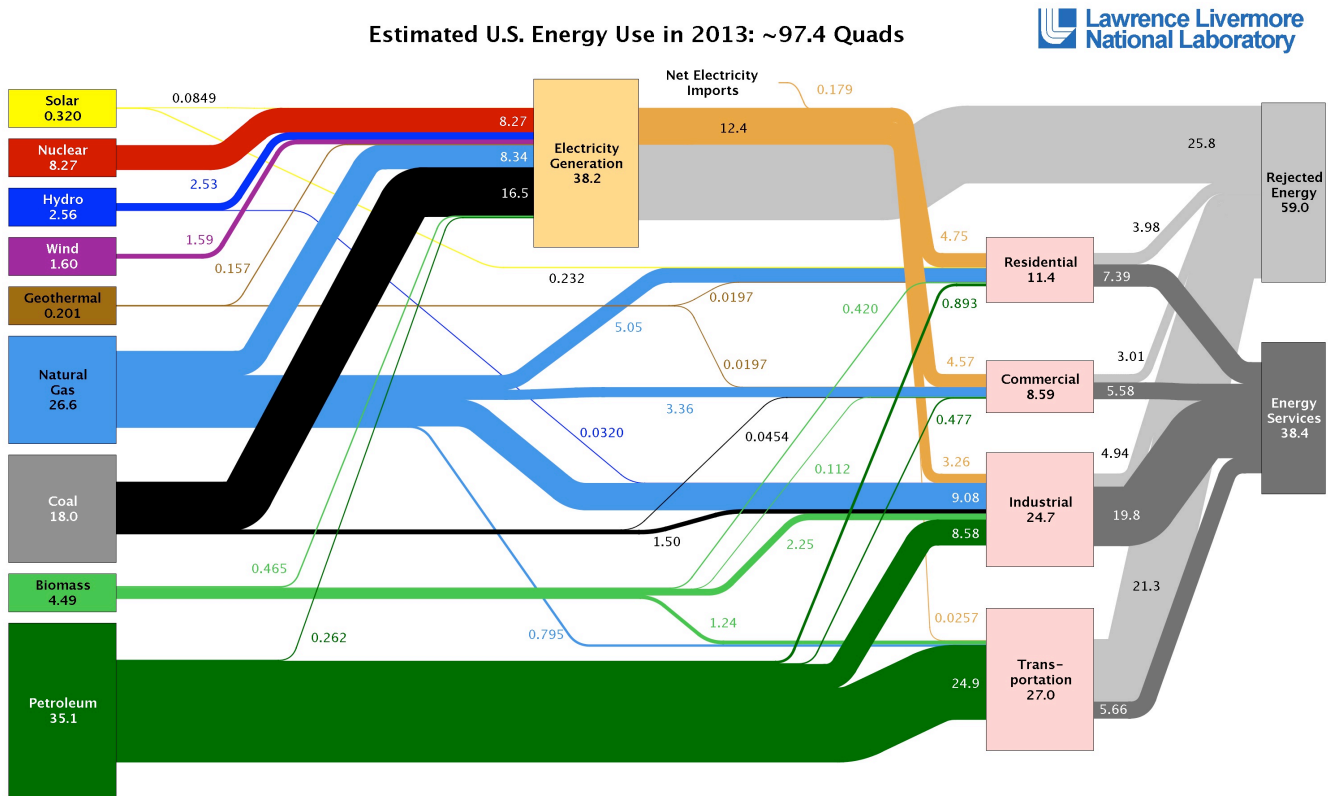 Estimated U.S. Energy Use in 2013: ~97.4 Quads
Lawrence Livermore
National Laboratory
Net Electricity
Imports
0.179
Solar
0.320
0.0849
Nuclear
8.27
8.27
Hydro
2.56
2.53
Wind
1.60
1.59
Geothermal
0.201
0.157
Natural
Gas
26.6
8.34
Coal
18.0
16.5
Biomass
4.49
0.465
Petroleum
35.1
0.262
Electricity
Generation
38.2
12.4
25.8
0.232
5.05
0.0197
0.0197
3.36
0.0320
0.0454
1.50
0.795
0.420
0.112
2.25
1.24
4.75
0.893
4.57
0.477
3.26
9.08
8.58
0.0257
24.9
Residential
11.4
3.98
7.39
Commercial
8.59
3.01
5.58
Industrial
24.7
4.94
19.8
Trans-
portation
27.0
21.3
5.66
Rejected
Energy
59.0
Energy
Services
38.4